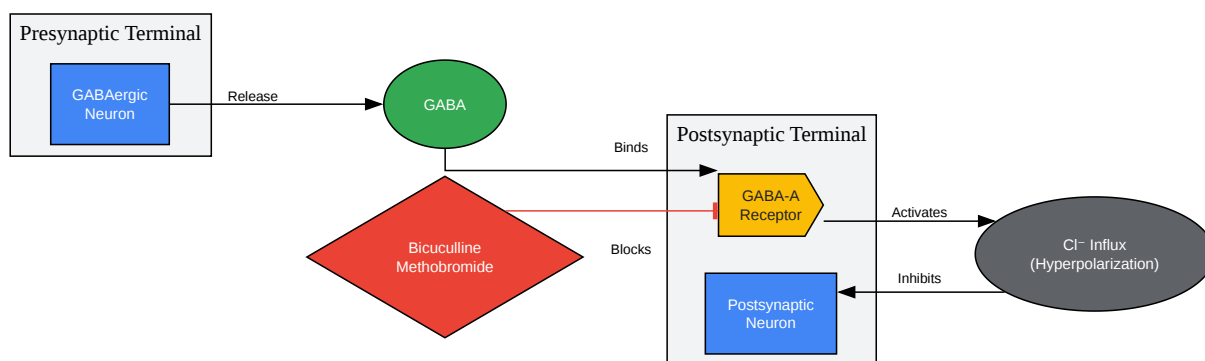 Presynaptic Terminal
GABAergic
Neuron
Release
GABA
Binds
Postsynaptic Terminal
GABA-A
Receptor
Activates
Cl⁻ Influx
(Hyperpolarization)
Bicuculline
Methobromide
Blocks
Inhibits
Postsynaptic
Neuron